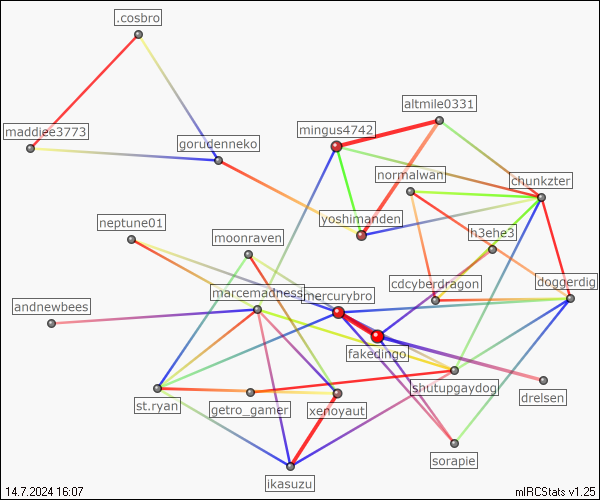 .cosbro
altmile0331
maddiee3773
mingus4742
gorudenneko
normalwan
chunkzter
neptune01
yoshimanden
h3ehe3
moonraven
cdcyberdragon
doggerdig
marcemadness
mercurybro
andnewbees
fakedingo
shutupgaydog
drelsen
st.ryan
getro_gamer
xenoyaut
sorapie
ikasuzu
14.7.2024 16:07
mIRCStats v1.25